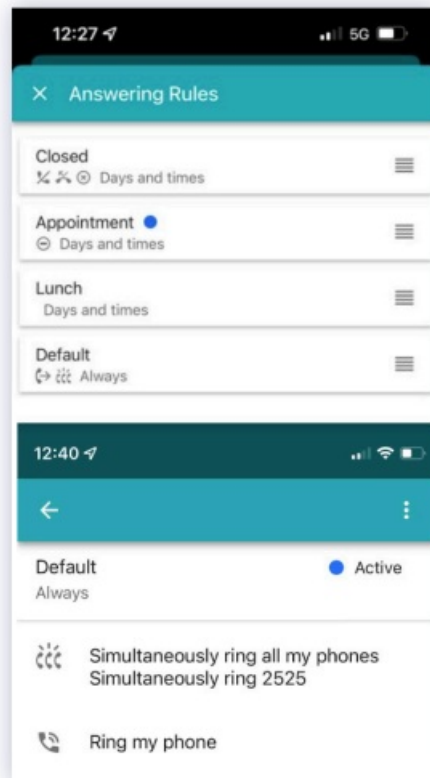 12:27 5G
Answering Rules
Closed
Days and times
Appointment
Days and times
Lunch
Days and times
Default
Always
12:40
Default Active
Always
Simultaneously ring all my phones
Simultaneously ring 2525
Ring my phone